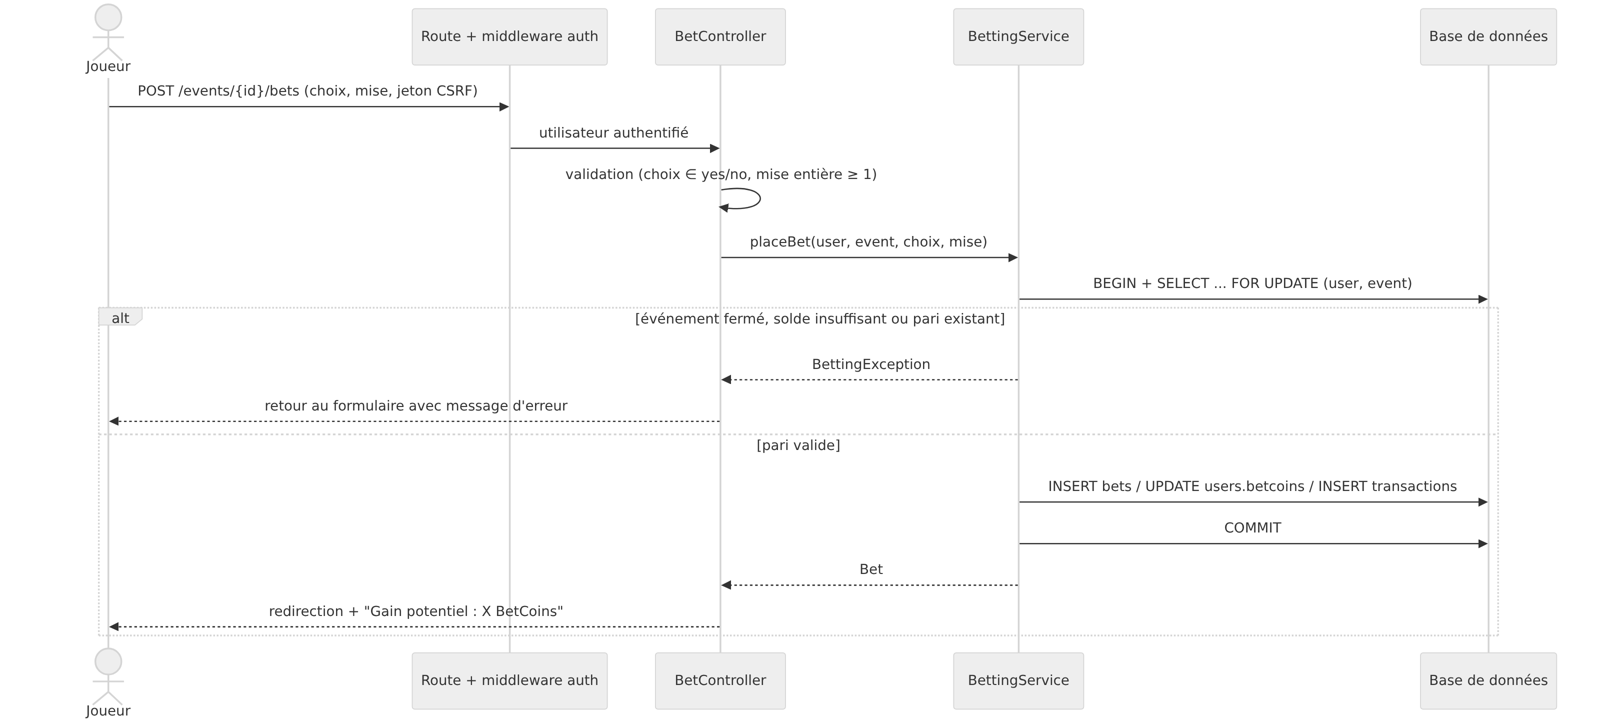 Joueur
Route + middleware auth
BetController
BettingService
Base de données
POST /events/{id}/bets (choix, mise, jeton CSRF)
utilisateur authentifié
validation (choix ∈ yes/no, mise entière ≥ 1)
placeBet(user, event, choix, mise)
BEGIN + SELECT ... FOR UPDATE (user, event)
alt
[événement fermé, solde insuffisant ou pari existant]
BettingException
retour au formulaire avec message d'erreur
[pari valide]
INSERT bets / UPDATE users.betcoins / INSERT transactions
COMMIT
Bet
redirection + "Gain potentiel : X BetCoins"
Joueur
Route + middleware auth
BetController
BettingService
Base de données